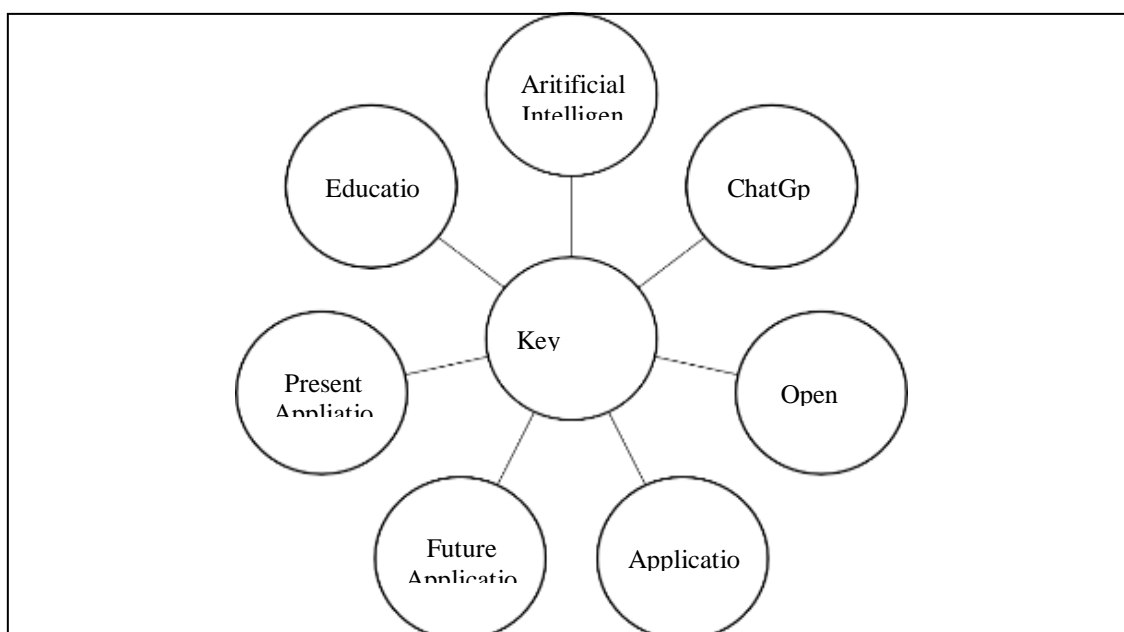 Aritificial
Intelligen
Educatio
ChatGp
Key
Present
Appliatio
Open
Future
Applicatio
Applicatio